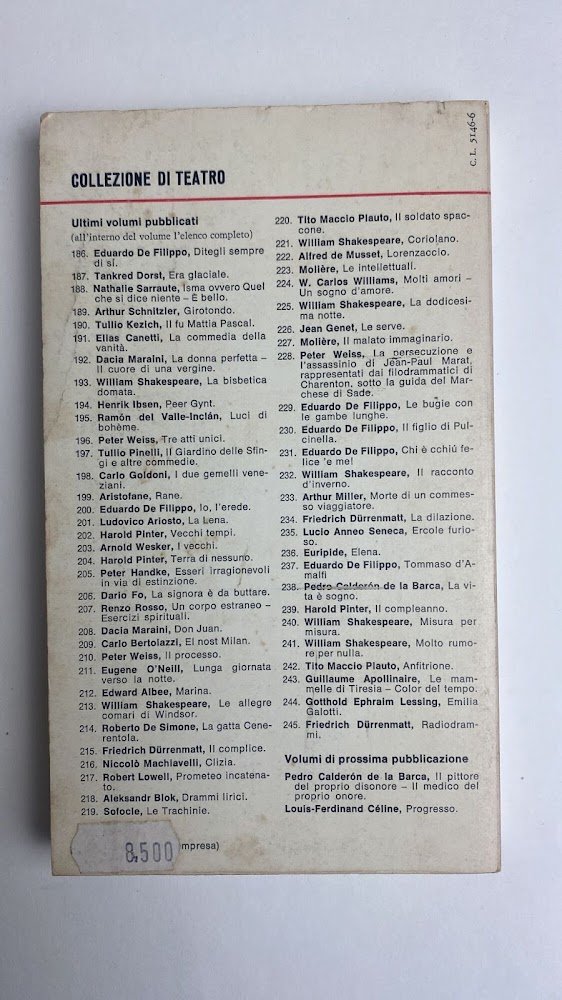 C.L. 5146-6
COLLEZIONE DI TEATRO
Ultimi volumi pubblicati
(all'interno del volume l'elenco completo)
186. Eduardo De Filippo, Ditegli sempre
di sí.
187. Tankred Dorst, Era glaciale.
188. Nathalie Sarraute, Isma ovvero Quel
che si dice niente – È bello.
189. Arthur Schnitzler, Girotondo.
190. Tullio Kezich, Il fu Mattia Pascal.
191. Elias Canetti, La commedia della
vanità.
192. Dacia Maraini, La donna perfetta –
Il cuore di una vergine.
193. William Shakespeare, La bisbetica
domata.
194. Henrik Ibsen, Peer Gynt.
195. Ramón del Valle-Inclán, Luci di
bohème.
196. Peter Weiss, Tre atti unici.
197. Tullio Pinelli, Il Giardino delle Sfin-
gi e altre commedie.
198. Carlo Goldoni, I due gemelli vene-
ziani.
199. Aristofane, Rane.
200. Eduardo De Filippo, Io, l'erede.
201. Ludovico Ariosto, La Lena.
202. Harold Pinter, Vecchi tempi.
203. Arnold Wesker, I vecchi.
204. Harold Pinter, Terra di nessuno.
205. Peter Handke, Esseri irragionevoli
in via di estinzione.
206. Dario Fo, La signora è da buttare.
207. Renzo Rosso, Un corpo estraneo –
Esercizi spirituali.
208. Dacia Maraini, Don Juan.
209. Carlo Bertolazzi, El nost Milan.
210. Peter Weiss, Il processo.
211. Eugene O'Neill, Lunga giornata
verso la notte.
212. Edward Albee, Marina.
213. William Shakespeare, Le allegre
comari di Windsor.
214. Roberto De Simone, La gatta Cene-
rentola.
215. Friedrich Dürrenmatt, Il complice.
216. Niccolò Machiavelli, Clizia.
217. Robert Lowell, Prometeo incatena-
to.
218. Aleksandr Blok, Drammi lirici.
219. Sofocle, Le Trachinie.
220. Tito Maccio Plauto, Il soldato spac-
cone.
221. William Shakespeare, Coriolano.
222. Alfred de Musset, Lorenzaccio.
223. Molière, Le intellettuali.
224. W. Carlos Williams, Molti amori –
Un sogno d'amore.
225. William Shakespeare, La dodicesi-
ma notte.
226. Jean Genet, Le serve.
227. Molière, Il malato immaginario.
228. Peter Weiss, La persecuzione e
l'assassinio di Jean-Paul Marat,
rappresentati dai filodrammatici di
Charenton, sotto la guida del Mar-
chese di Sade.
229. Eduardo De Filippo, Le bugie con
le gambe lunghe.
230. Eduardo De Filippo, Il figlio di Pul-
cinella.
231. Eduardo De Filippo, Chi è cchiú fe-
lice 'e me!
232. William Shakespeare, Il racconto
d'inverno.
233. Arthur Miller, Morte di un commes-
so viaggiatore.
234. Friedrich Dürrenmatt, La dilazione.
235. Lucio Anneo Seneca, Ercole furio-
so.
236. Euripide, Elena.
237. Eduardo De Filippo, Tommaso d'A-
malfi
238. Pedro Calderón de la Barca, La vi-
ta è sogno.
239. Harold Pinter, Il compleanno.
240. William Shakespeare, Misura per
misura.
241. William Shakespeare, Molto rumo-
re per nulla.
242. Tito Maccio Plauto, Anfitrione.
243. Guillaume Apollinaire, Le mam-
melle di Tiresia – Color del tempo.
244. Gotthold Ephraim Lessing, Emilia
Galotti.
245. Friedrich Dürrenmatt, Radiodram-
mi.
Volumi di prossima pubblicazione
Pedro Calderón de la Barca, Il pittore
del proprio disonore – Il medico del
proprio onore.
Louis-Ferdinand Céline, Progresso.
8,500
mpresa)